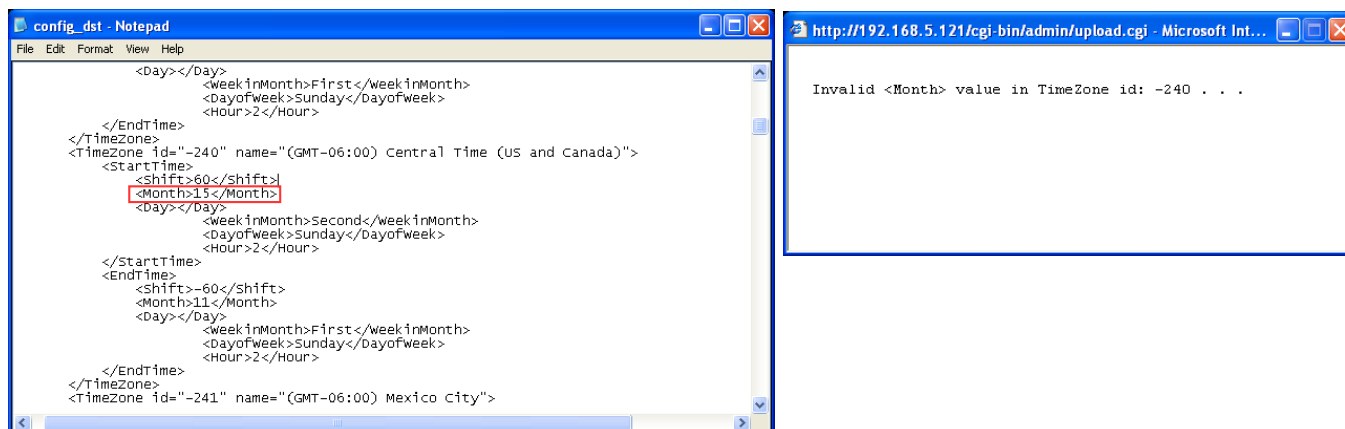 config_dst - Notepad
File Edit Format View Help
<Day></Day>
<WeekinMonth>First</WeekinMonth>
<DayofWeek>Sunday</DayofWeek>
<Hour>2</Hour>
</EndTime>
</TimeZone>
<TimeZone id="-240" name="(GMT-06:00) Central Time (US and Canada)">
<StartTime>
<Shift>60</Shift>
<Month>15</Month>
<Day></Day>
<WeekinMonth>Second</WeekinMonth>
<DayofWeek>Sunday</DayofWeek>
<Hour>2</Hour>
</StartTime>
<EndTime>
<Shift>-60</Shift>
<Month>11</Month>
<Day></Day>
<WeekinMonth>First</WeekinMonth>
<DayofWeek>Sunday</DayofWeek>
<Hour>2</Hour>
</EndTime>
</TimeZone>
<TimeZone id="-241" name="(GMT-06:00) Mexico City">
http://192.168.5.121/cgi-bin/admin/upload.cgi - Microsoft Int...
Invalid <Month> value in TimeZone id: -240 . . .